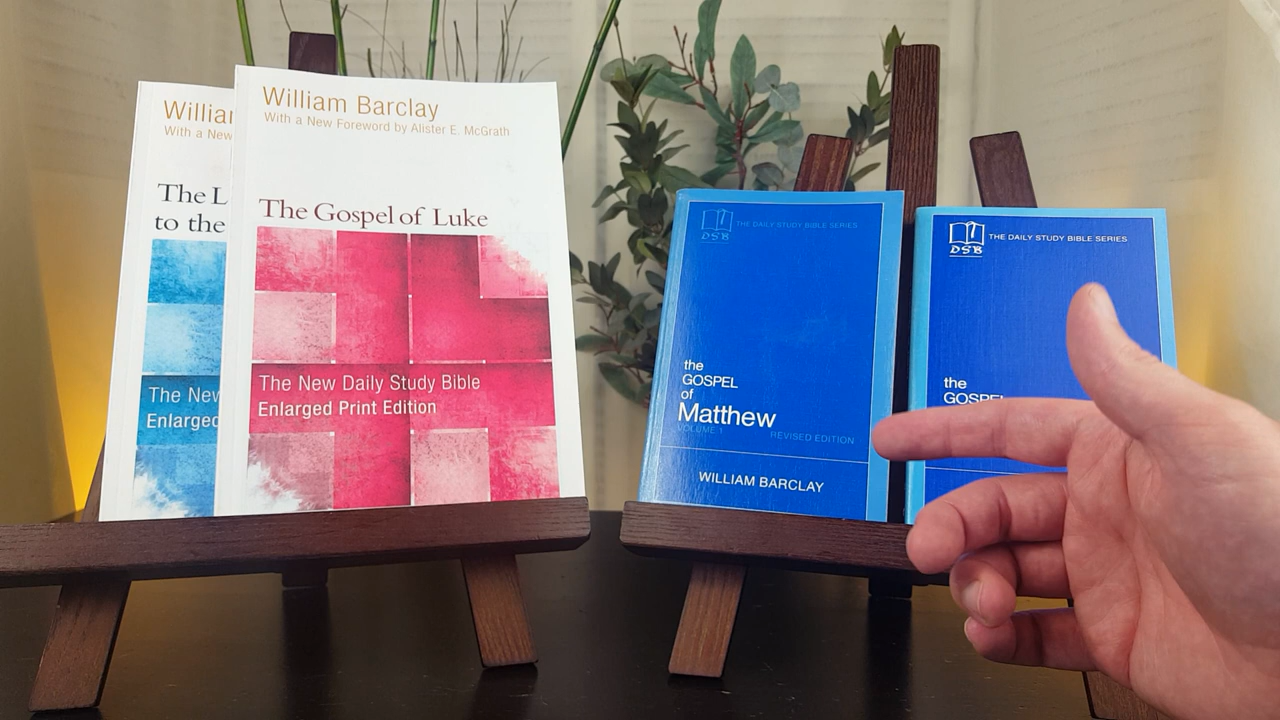 Willia
With a New
The L
to the
The New
Enlarged
William Barclay
With a New Foreword by Alister E. McGrath
The Gospel of Luke
The New Daily Study Bible
Enlarged Print Edition
DSB
THE DAILY STUDY BIBLE SERIES
the
GOSPEL
of
Matthew
VOLUME 1
REVISED EDITION
WILLIAM BARCLAY
DSB
THE DAILY STUDY BIBLE SERIES
the
GOSPEL